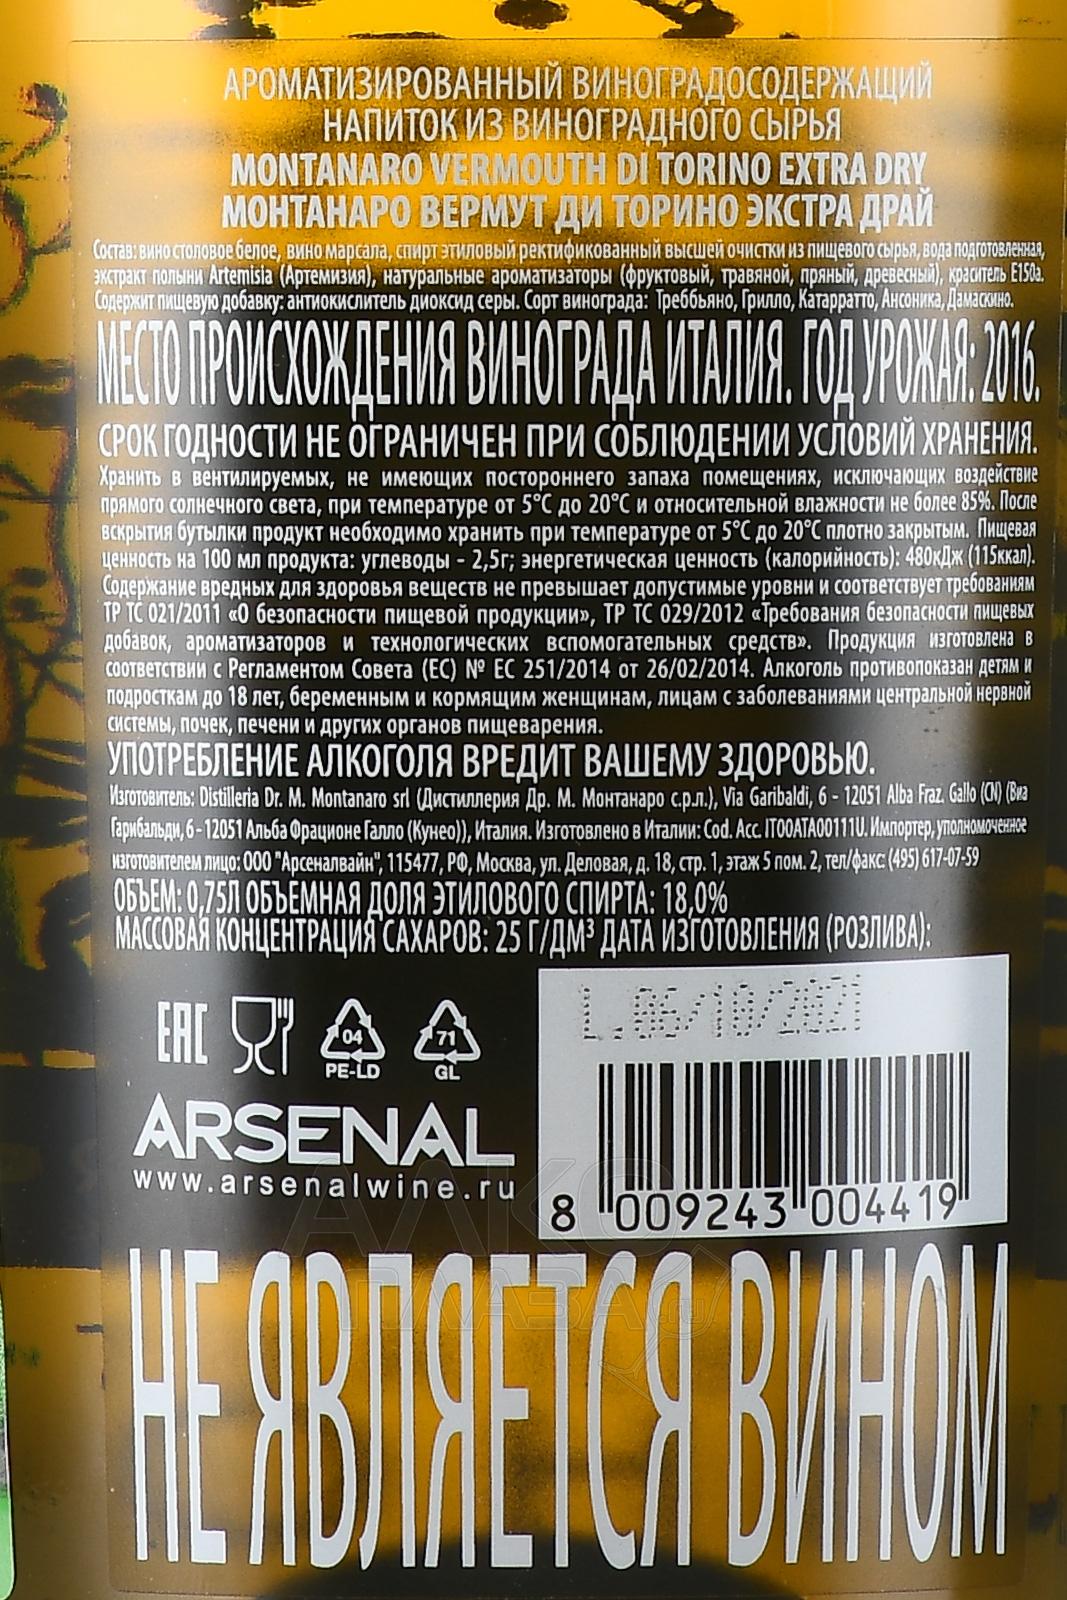 АРОМАТИЗИРОВАННЫЙ ВИНОГРАДОСОДЕРЖАЩИЙ
НАПИТОК ИЗ ВИНОГРАДНОГО СЫРЬЯ
MONTANARO VERMOUTH DI TORINO EXTRA DRY
МОНТАНАРО ВЕРМУТ ДИ ТОРИНО ЭКСТРА ДРАЙ
Состав: вино столовое белое, вино марсала, спирт этиловый ректификованный высшей очистки из пищевого сырья, вода подготовленная,
экстракт полыни Artemisia (Артемизия), натуральные ароматизаторы (фруктовый, травяной, пряный, древесный), краситель Е150а.
Содержит пищевую добавку: антиокислитель диоксид серы. Сорт винограда: Треббьяно, Грилло, Катарратто, Ансоника, Дамаскино.
МЕСТО ПРОИСХОЖДЕНИЯ ВИНОГРАДА ИТАЛИЯ. ГОД УРОЖАЯ: 2016.
СРОК ГОДНОСТИ НЕ ОГРАНИЧЕН ПРИ СОБЛЮДЕНИИ УСЛОВИЙ ХРАНЕНИЯ.
Хранить в вентилируемых, не имеющих постороннего запаха помещениях, исключающих воздействие
прямого солнечного света, при температуре от 5°С до 20°С и относительной влажности не более 85%. После
вскрытия бутылки продукт необходимо хранить при температуре от 5°С до 20°С плотно закрытым. Пищевая
ценность на 100 мл продукта: углеводы - 2,5г; энергетическая ценность (калорийность): 480кДж (115ккал).
Содержание вредных для здоровья веществ не превышает допустимые уровни и соответствует требованиям
ТР ТС 021/2011 «О безопасности пищевой продукции», ТР ТС 029/2012 «Требования безопасности пищевых
добавок, ароматизаторов и технологических вспомогательных средств». Продукция изготовлена в
соответствии с Регламентом Совета (ЕС) № ЕС 251/2014 от 26/02/2014. Алкоголь противопоказан детям и
подросткам до 18 лет, беременным и кормящим женщинам, лицам с заболеваниями центральной нервной
системы, почек, печени и других органов пищеварения.
УПОТРЕБЛЕНИЕ АЛКОГОЛЯ ВРЕДИТ ВАШЕМУ ЗДОРОВЬЮ.
Изготовитель: Distilleria Dr. M. Montanaro srl (Дистиллерия Др. М. Монтанаро с.р.л.), Via Garibaldi, 6 - 12051 Alba Fraz. Gallo (CN) (Виа
Гарибальди, 6 - 12051 Альба Фрационе Галло (Кунео)), Италия. Изготовлено в Италии: Cod. Acc. IT00ATA00111U. Импортер, уполномоченное
изготовителем лицо: ООО "Арсеналвайн", 115477, РФ, Москва, ул. Деловая, д. 18, стр. 1, этаж 5 пом. 2, тел/факс: (495) 617-07-59
ОБЪЕМ: 0,75Л ОБЪЕМНАЯ ДОЛЯ ЭТИЛОВОГО СПИРТА: 18,0%
МАССОВАЯ КОНЦЕНТРАЦИЯ САХАРОВ: 25 Г/ДМ³ ДАТА ИЗГОТОВЛЕНИЯ (РОЗЛИВА):
L.06/10/2021
EAC
04
71
PE-LD
GL
ARSENAL
www.arsenalwine.ru
8 009243 004419
АЛКО
ПЛАЗА.ru
НЕ ЯВЛЯЕТСЯ ВИНОМ